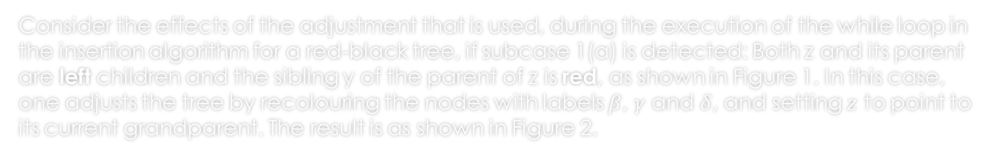 Consider the effects of the adjustment that is used, during the execution of the while loop in
the insertion algorithm for a red-black tree, if subcase 1(a) is detected: Both z and its parent
are left children and the sibling y of the parent of z is red, as shown in Figure 1. In this case,
one adjusts the tree by recolouring the nodes with labels β, γ and δ, and setting z to point to
its current grandparent. The result is as shown in Figure 2.